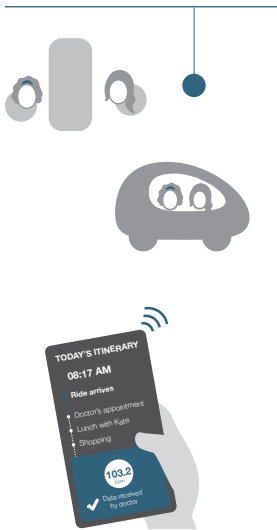 TODAY'S ITINERARY
08:17 AM
Ride arrives
Doctor's appointment
Lunch with Kate
Shopping
103.2
bpm
Data received
by doctor